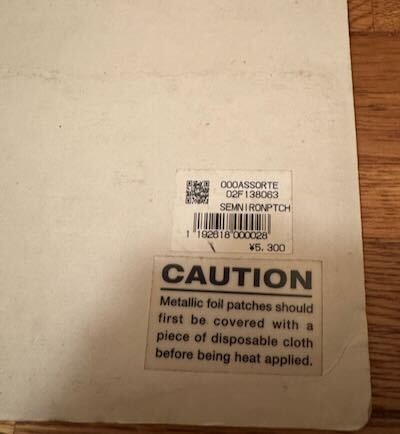 000ASSORTE
02F138063
SEMNIRONPTCH
1 192618 000028
¥5,300
CAUTION
Metallic foil patches should
first be covered with a
piece of disposable cloth
before being heat applied.